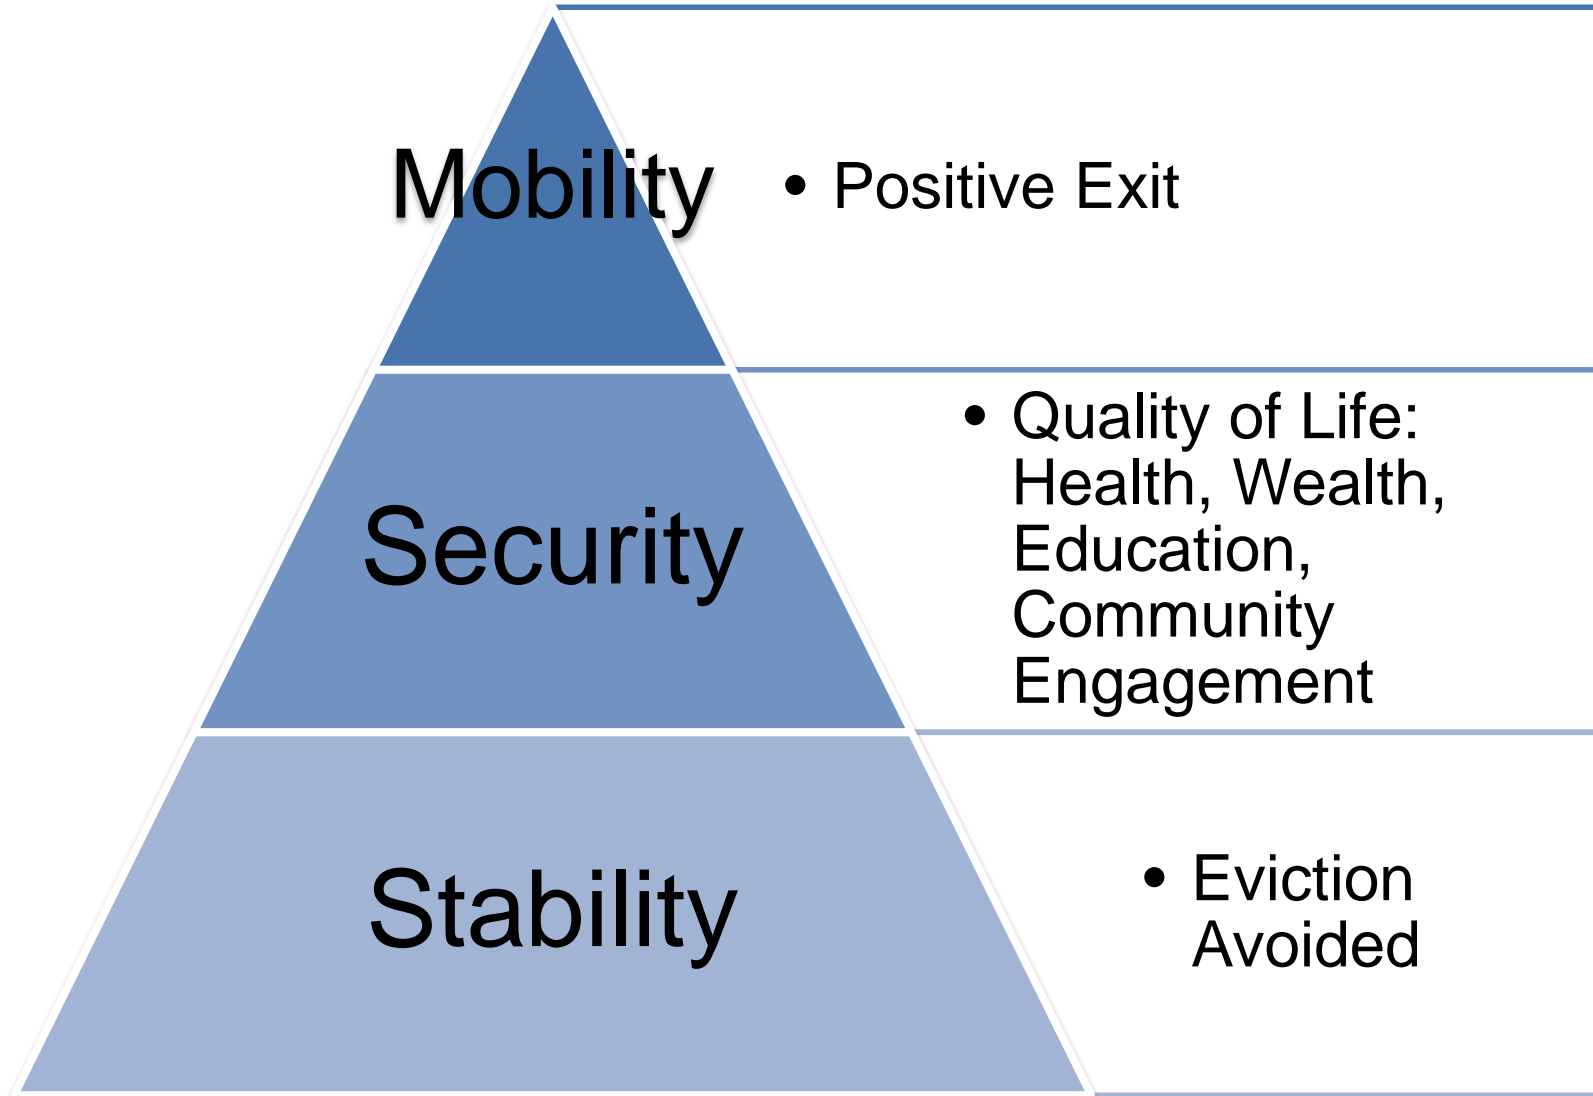 Mobility
• Positive Exit
Security
• Quality of Life:
Health, Wealth,
Education,
Community
Engagement
Stability
• Eviction
Avoided